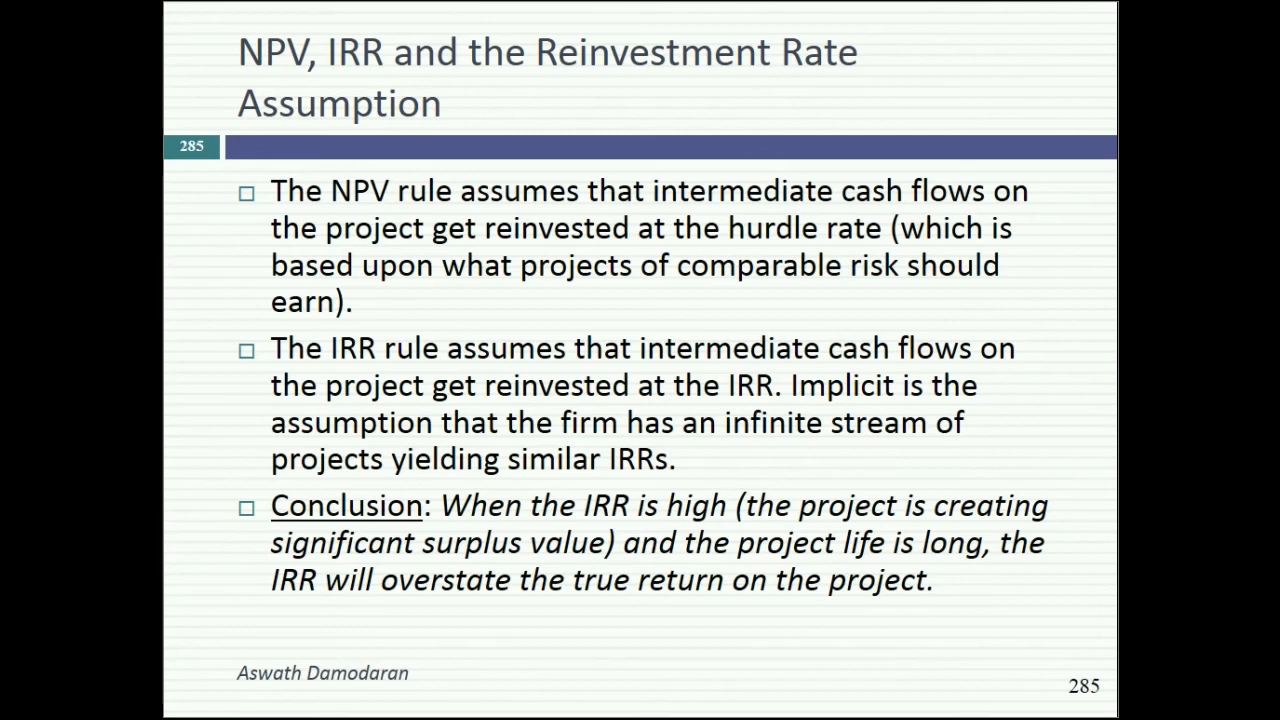 NPV, IRR and the Reinvestment Rate
Assumption
285
The NPV rule assumes that intermediate cash flows on
the project get reinvested at the hurdle rate (which is
based upon what projects of comparable risk should
earn).
The IRR rule assumes that intermediate cash flows on
the project get reinvested at the IRR. Implicit is the
assumption that the firm has an infinite stream of
projects yielding similar IRRs.
Conclusion: When the IRR is high (the project is creating
significant surplus value) and the project life is long, the
IRR will overstate the true return on the project.
Aswath Damodaran
285